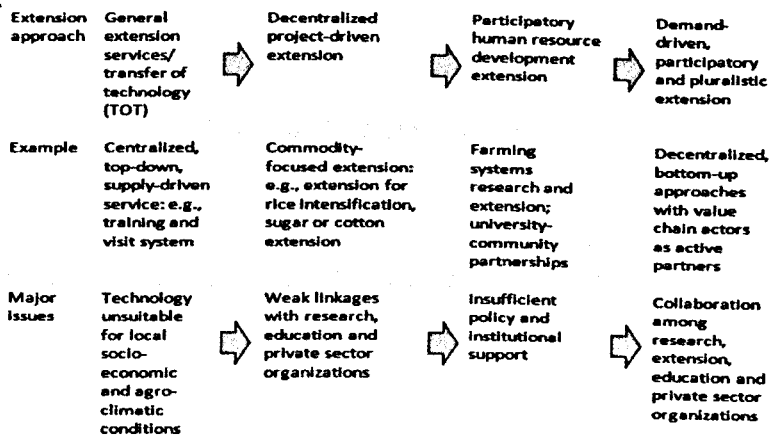 Extension approach
General extension services/ transfer of technology (TOT)
Decentralized project-driven extension
Participatory human resource development extension
Demand-driven, participatory and pluralistic extension
Example
Centralized, top-down, supply-driven service: e.g., training and visit system
Commodity-focused extension: e.g., extension for rice intensification, sugar or cotton extension
Farming systems research and extension; university-community partnerships
Decentralized, bottom-up approaches with value chain actors as active partners
Major issues
Technology unsuitable for local socio-economic and agro-climatic conditions
Weak linkages with research, education and private sector organizations
Insufficient policy and institutional support
Collaboration among research, extension, education and private sector organizations